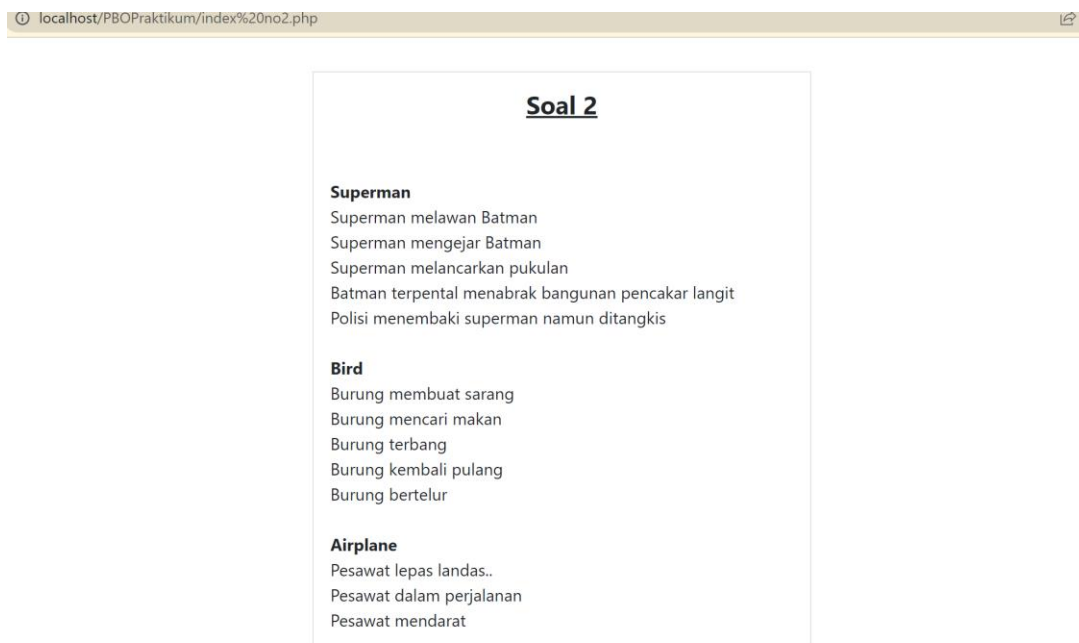 localhost/PBOPraktikum/index%20no2.php
Soal 2
Superman
Superman melawan Batman
Superman mengejar Batman
Superman melancarkan pukulan
Batman terpental menabrak bangunan pencakar langit
Polisi menembaki superman namun ditangkis
Bird
Burung membuat sarang
Burung mencari makan
Burung terbang
Burung kembali pulang
Burung bertelur
Airplane
Pesawat lepas landas..
Pesawat dalam perjalanan
Pesawat mendarat